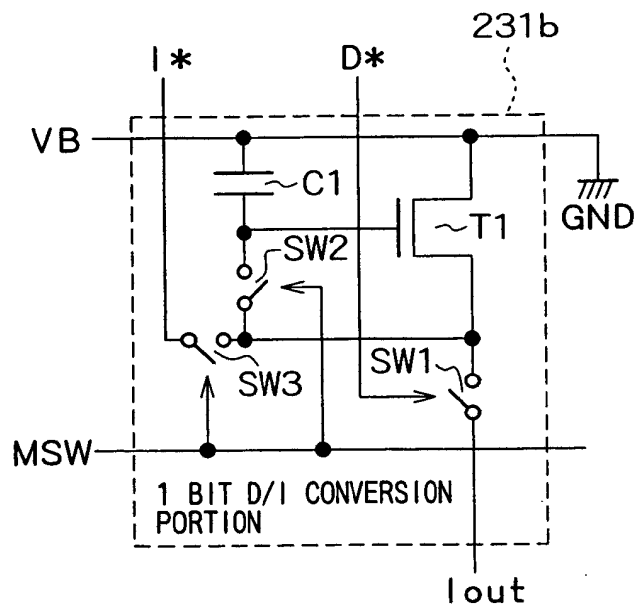 231b
I* D*
VB
C1
T1
GND
SW2
SW1
SW3
MSW
1 BIT D/I CONVERSION
PORTION
Iout